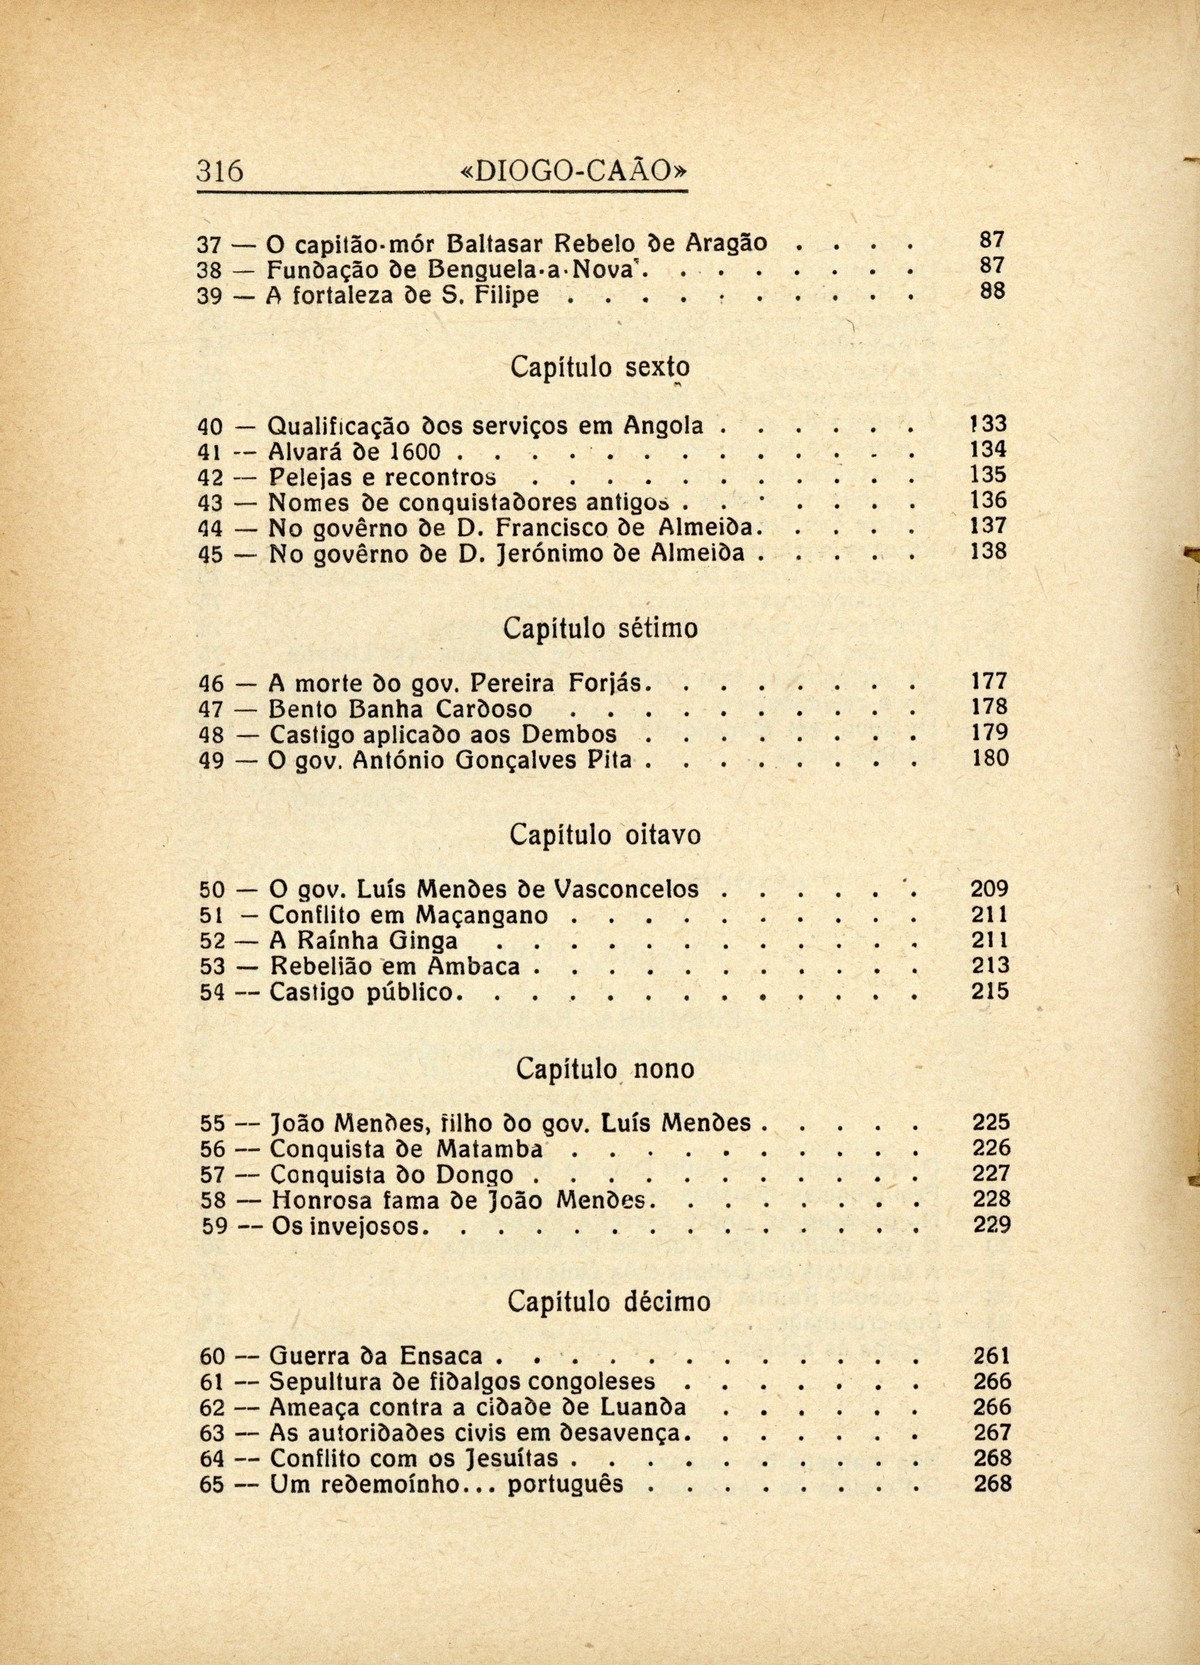 316 «DIOGO-CAÃO»
37 — O capitão-mór Baltasar Rebelo de Aragão . . . . 87
38 — Fundação de Benguela-a-Nova . . . . . . . . 87
39 — A fortaleza de S. Filipe . . . . . . . . . . 88
Capítulo sexto
40 — Qualificação dos serviços em Angola . . . . . . 133
41 — Alvará de 1600 . . . . . . . . . . . . . 134
42 — Pelejas e recontros . . . . . . . . . . . 135
43 — Nomes de conquistadores antigos . . . . . . . 136
44 — No govêrno de D. Francisco de Almeida. . . . . 137
45 — No govêrno de D. Jerónimo de Almeida . . . . . 138
Capítulo sétimo
46 — A morte do gov. Pereira Forjás. . . . . . . . 177
47 — Bento Banha Cardoso . . . . . . . . . . 178
48 — Castigo aplicado aos Dembos . . . . . . . . 179
49 — O gov. António Gonçalves Pita . . . . . . . . 180
Capítulo oitavo
50 — O gov. Luís Mendes de Vasconcelos . . . . . . 209
51 — Conflito em Maçangano . . . . . . . . . . 211
52 — A Raínha Ginga . . . . . . . . . . . . 211
53 — Rebelião em Ambaca . . . . . . . . . . . 213
54 — Castigo público. . . . . . . . . . . . . 215
Capítulo nono
55 — João Mendes, filho do gov. Luís Mendes . . . . . 225
56 — Conquista de Matamba . . . . . . . . . . 226
57 — Conquista do Dongo . . . . . . . . . . . 227
58 — Honrosa fama de João Mendes. . . . . . . . 228
59 — Os invejosos. . . . . . . . . . . . . . 229
Capítulo décimo
60 — Guerra da Ensaca . . . . . . . . . . . . 261
61 — Sepultura de fidalgos congoleses . . . . . . . 266
62 — Ameaça contra a cidade de Luanda . . . . . . 266
63 — As autoridades civis em desavença. . . . . . . 267
64 — Conflito com os Jesuítas . . . . . . . . . . 268
65 — Um redemoínho... português . . . . . . . . 268